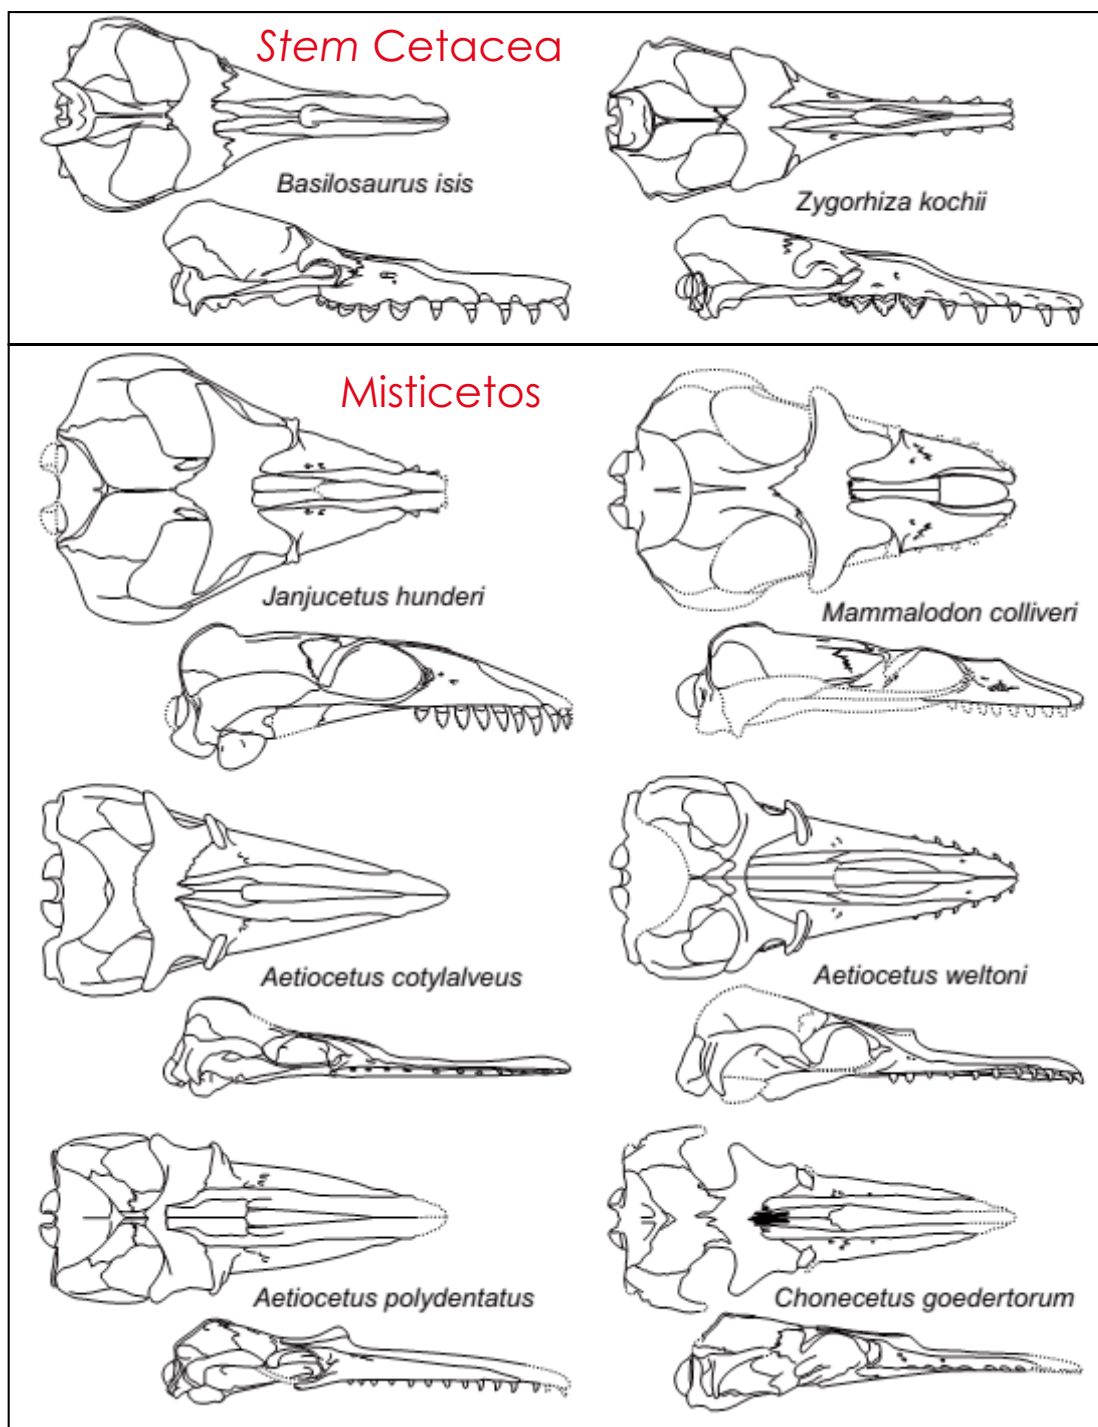 Stem Cetacea
Basilosaurus isis
Zygorhiza kochii
Misticetos
Janjucetus hunderi
Mammalodon colliveri
Aetiocetus cotylalveus
Aetiocetus weltoni
Aetiocetus polydentatus
Chonecetus goedertorum